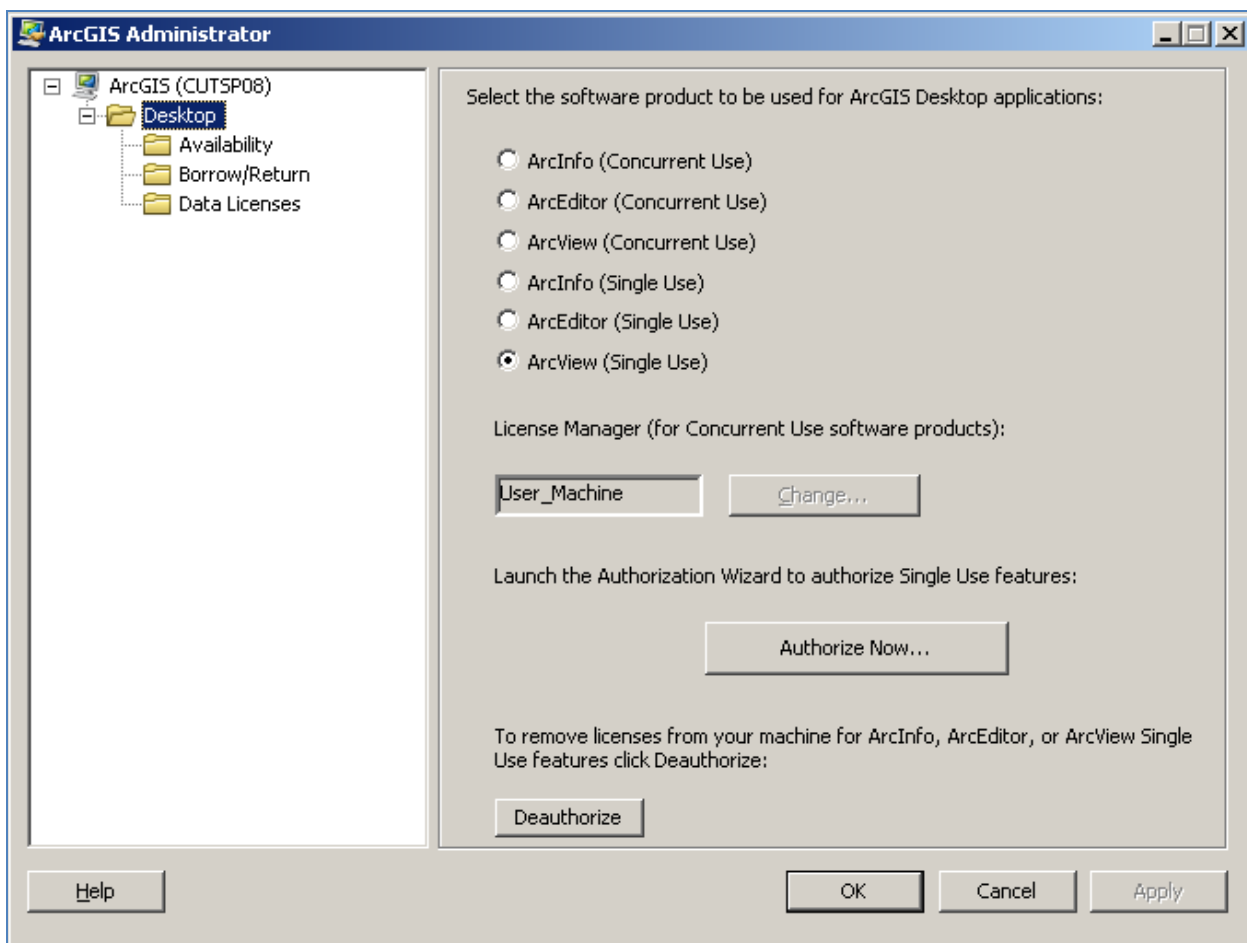 ArcGIS Administrator
ArcGIS (CUTSP08)
Desktop
Availability
Borrow/Return
Data Licenses
Select the software product to be used for ArcGIS Desktop applications:
ArcInfo (Concurrent Use)
ArcEditor (Concurrent Use)
ArcView (Concurrent Use)
ArcInfo (Single Use)
ArcEditor (Single Use)
ArcView (Single Use)
License Manager (for Concurrent Use software products):
User_Machine
Change...
Launch the Authorization Wizard to authorize Single Use features:
Authorize Now...
To remove licenses from your machine for ArcInfo, ArcEditor, or ArcView Single
Use features click Deauthorize:
Deauthorize
Help
OK
Cancel
Apply